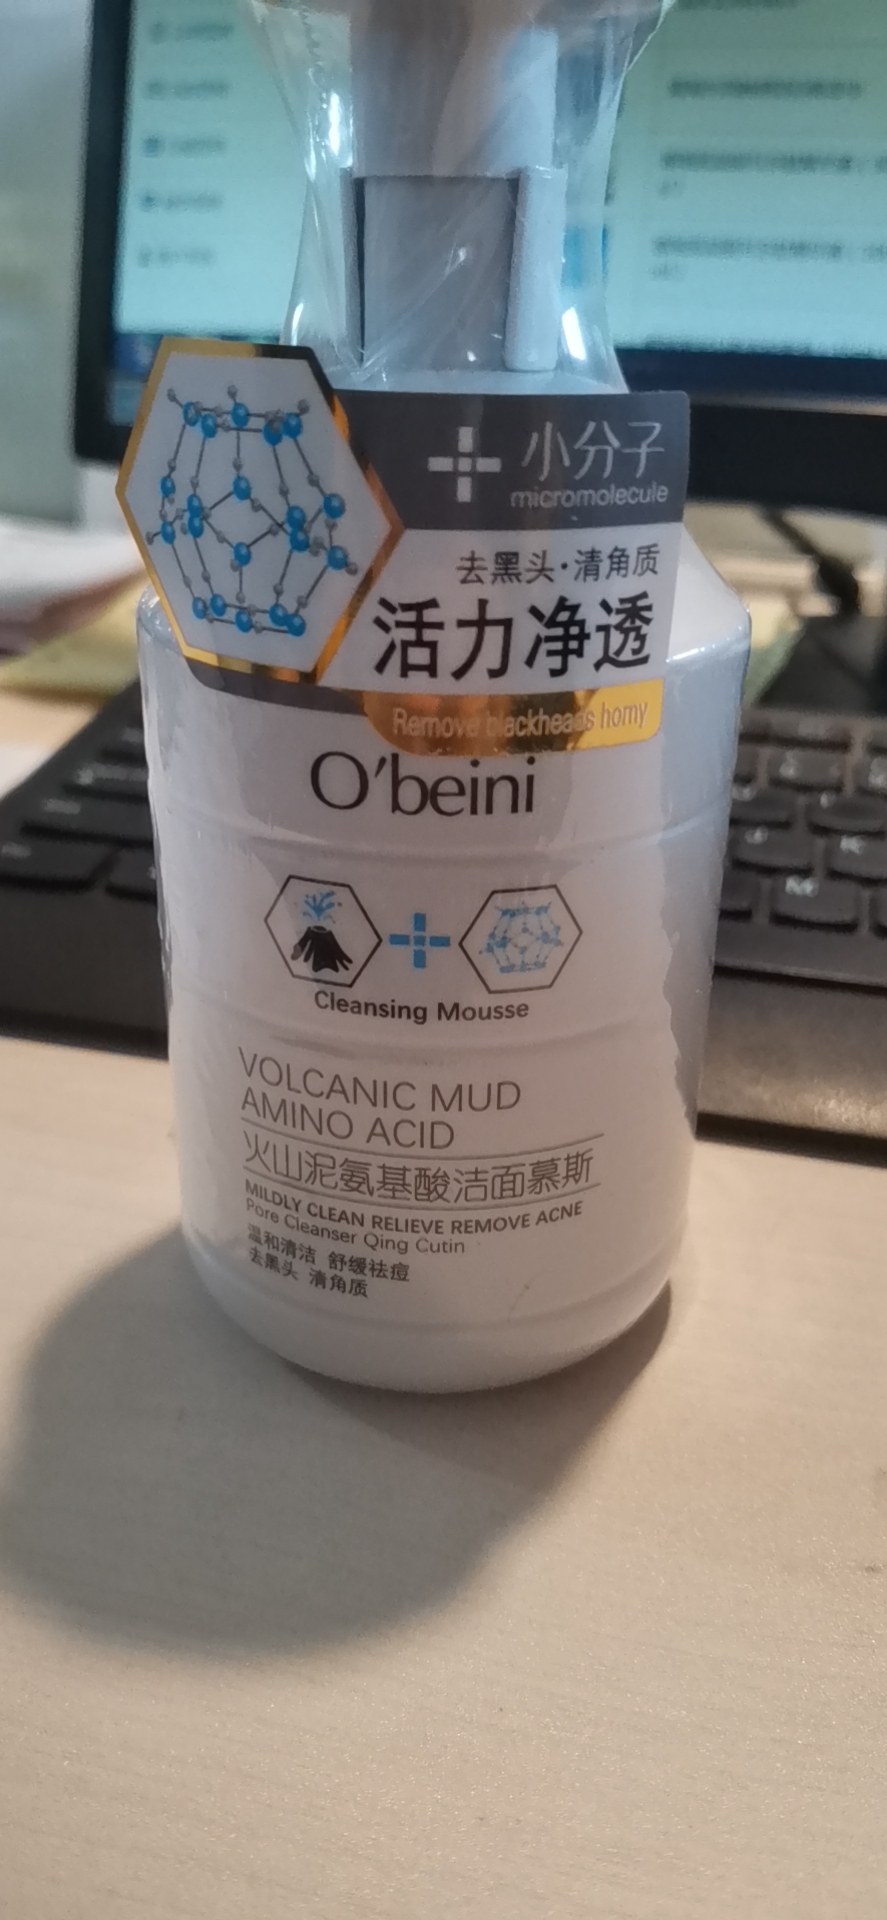 小分子
micromolecule
去黑头·清角质
活力净透
Remove blackheads horny
O'beini
Cleansing Mousse
VOLCANIC MUD
AMINO ACID
火山泥氨基酸洁面慕斯
MILDLY CLEAN RELIEVE REMOVE ACNE
Pore Cleanser Qing Cutin
温和清洁 舒缓祛痘
去黑头 清角质